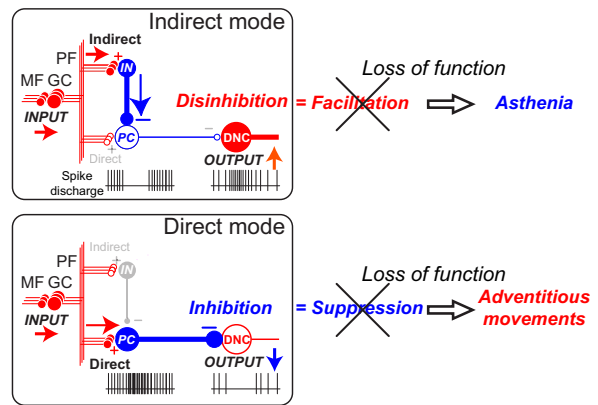 Indirect mode
PF
Indirect
+
MF GC
IN
INPUT
–
Disinhibition = Facilitation
Loss of function
Asthenia
–
PC
DNC
+
Direct
OUTPUT
Spike
discharge
Direct mode
PF
Indirect
+
MF GC
IN
INPUT
–
Inhibition = Suppression
Loss of function
Adventitious
movements
–
PC
DNC
+
Direct
OUTPUT